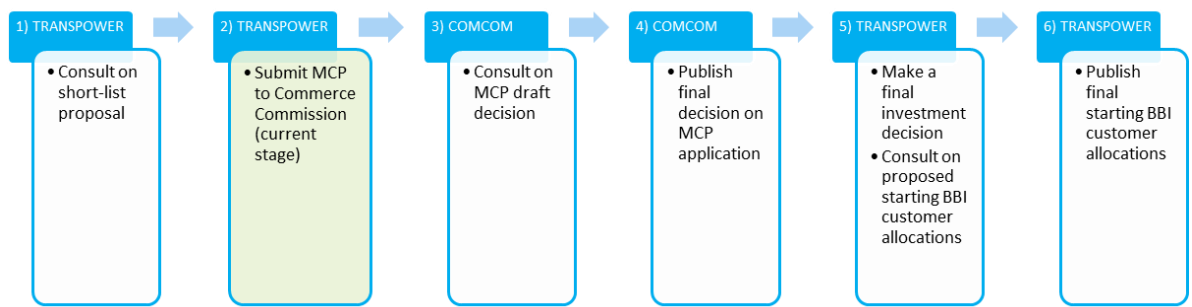 1) TRANSPOWER
• Consult on
short-list
proposal
2) TRANSPOWER
• Submit MCP
to Commerce
Commission
(current
stage)
3) COMCOM
• Consult on
MCP draft
decision
4) COMCOM
• Publish
final
decision on
MCP
application
5) TRANSPOWER
• Make a
final
investment
decision
• Consult on
proposed
starting BBI
customer
allocations
6) TRANSPOWER
• Publish
final
starting BBI
customer
allocations